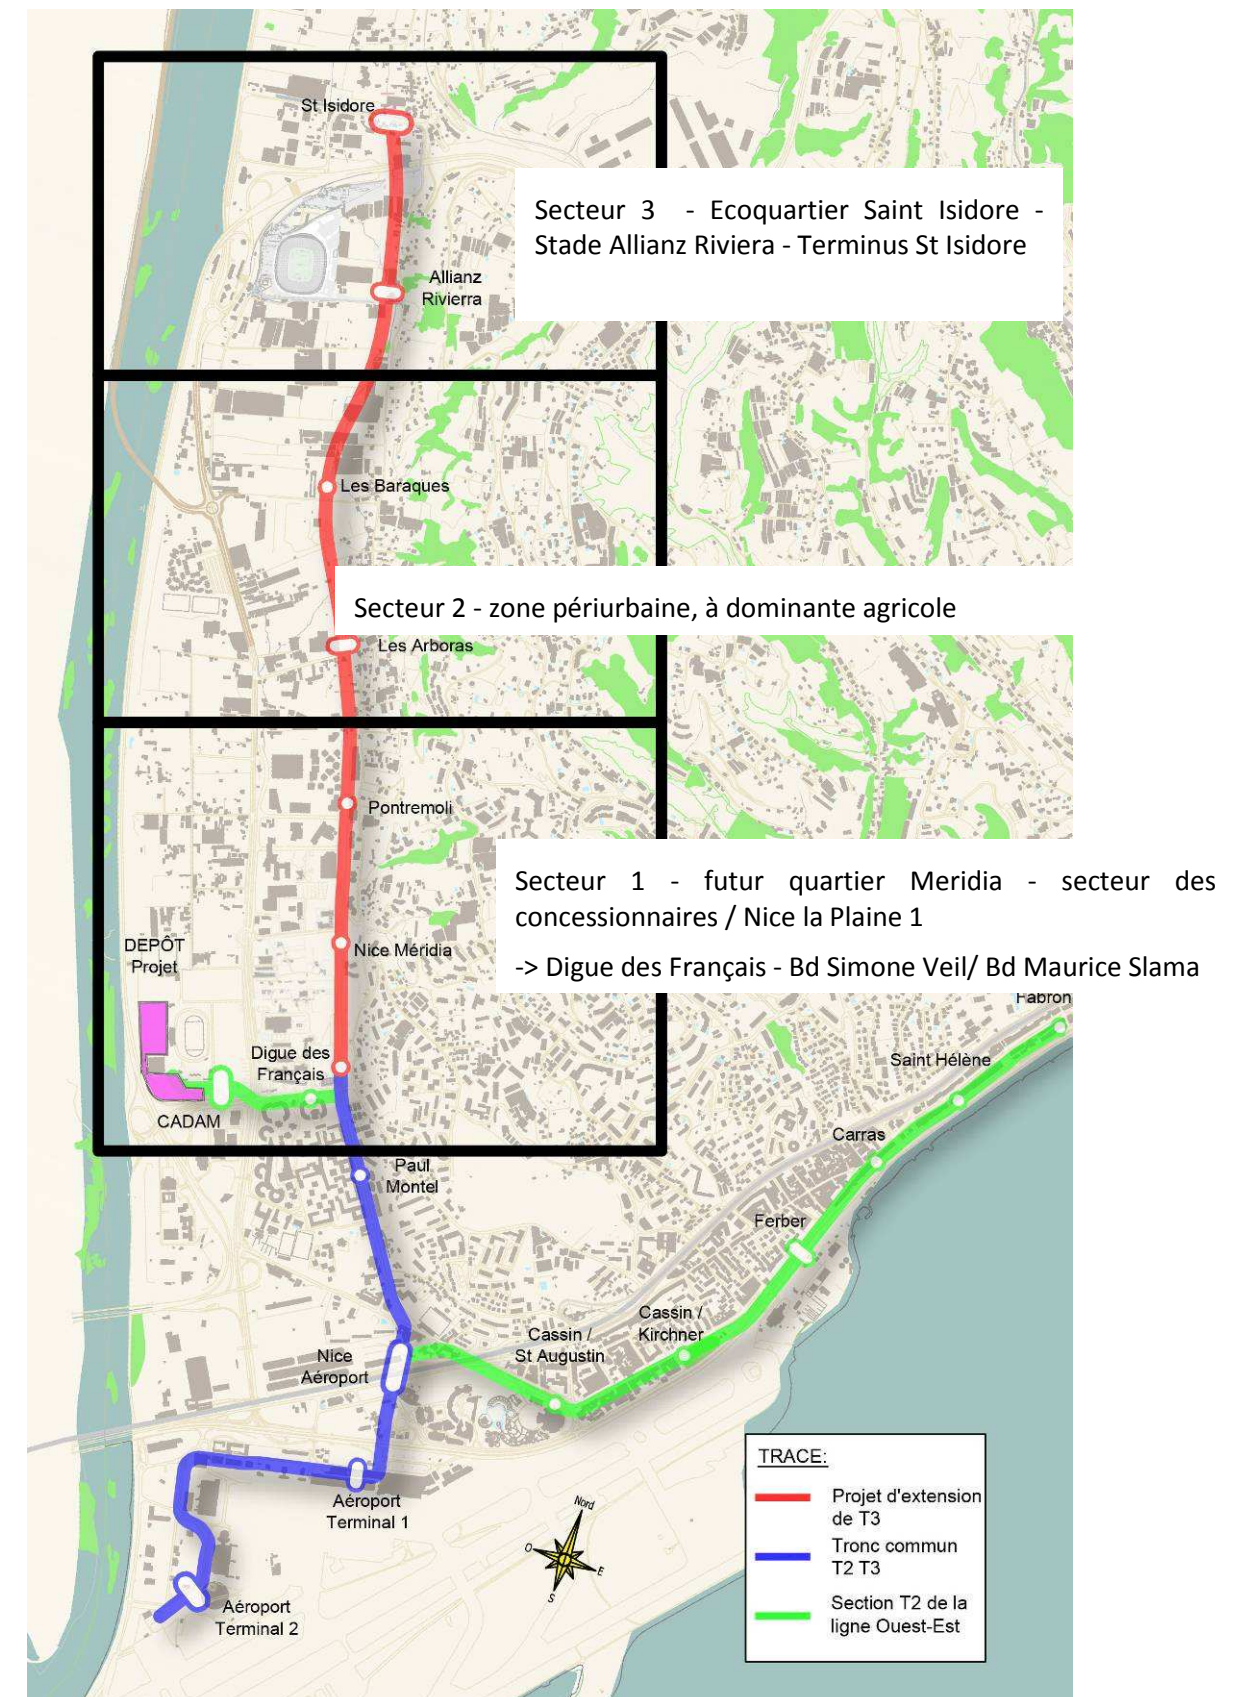 St Isidore
Secteur 3 - Ecoquartier Saint Isidore -
Stade Allianz Riviera - Terminus St Isidore
Allianz
Rivierra
Les Baraques
Secteur 2 - zone périurbaine, à dominante agricole
Les Arboras
Pontremoli
Secteur 1 - futur quartier Meridia - secteur des
concessionnaires / Nice la Plaine 1
-> Digue des Français - Bd Simone Veil/ Bd Maurice Slama
Nice Méridia
DEPÔT
Projet
Fabron
Digue des
Français
Saint Hélène
CADAM
Carras
Paul
Montel
Ferber
Cassin /
Kirchner
Cassin /
St Augustin
Nice
Aéroport
Aéroport
Terminal 1
Aéroport
Terminal 2
Nord
O
E
S
TRACE:
Projet d'extension
de T3
Tronc commun
T2 T3
Section T2 de la
ligne Ouest-Est